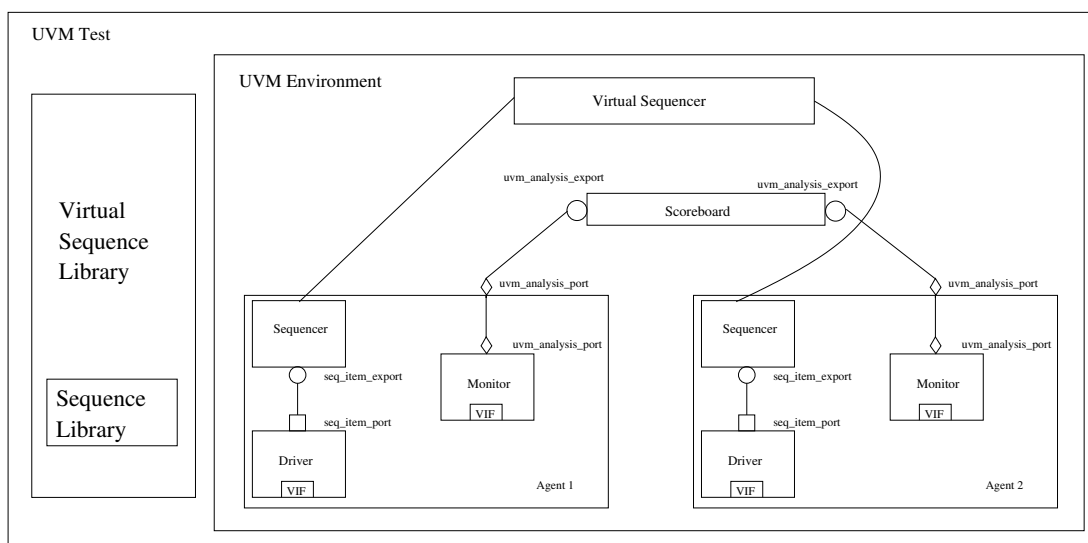 UVM Test
UVM Environment
Virtual Sequencer
uvm_analysis_export
uvm_analysis_export
Scoreboard
Virtual
Sequence
Library
Sequence
Library
uvm_analysis_port
Sequencer
uvm_analysis_port
seq_item_export
Monitor
VIF
seq_item_port
Driver
VIF
Agent 1
uvm_analysis_port
Sequencer
uvm_analysis_port
seq_item_export
Monitor
VIF
seq_item_port
Driver
VIF
Agent 2